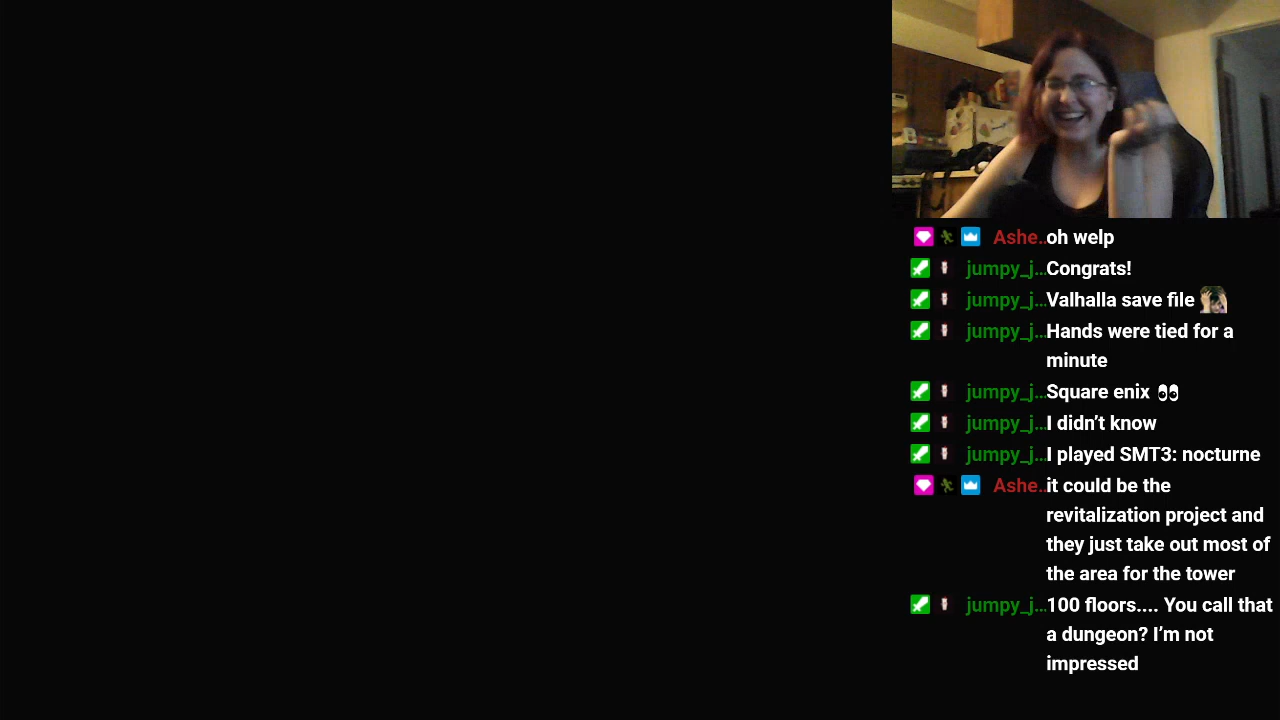 Ashe..oh welp
jumpy_j...Congrats!
jumpy_j...Valhalla save file
jumpy_j...Hands were tied for a
minute
jumpy_j...Square enix 👀
jumpy_j...I didn’t know
jumpy_j...I played SMT3: nocturne
Ashe..it could be the
revitalization project and
they just take out most of
the area for the tower
jumpy_j...100 floors.... You call that
a dungeon? I’m not
impressed